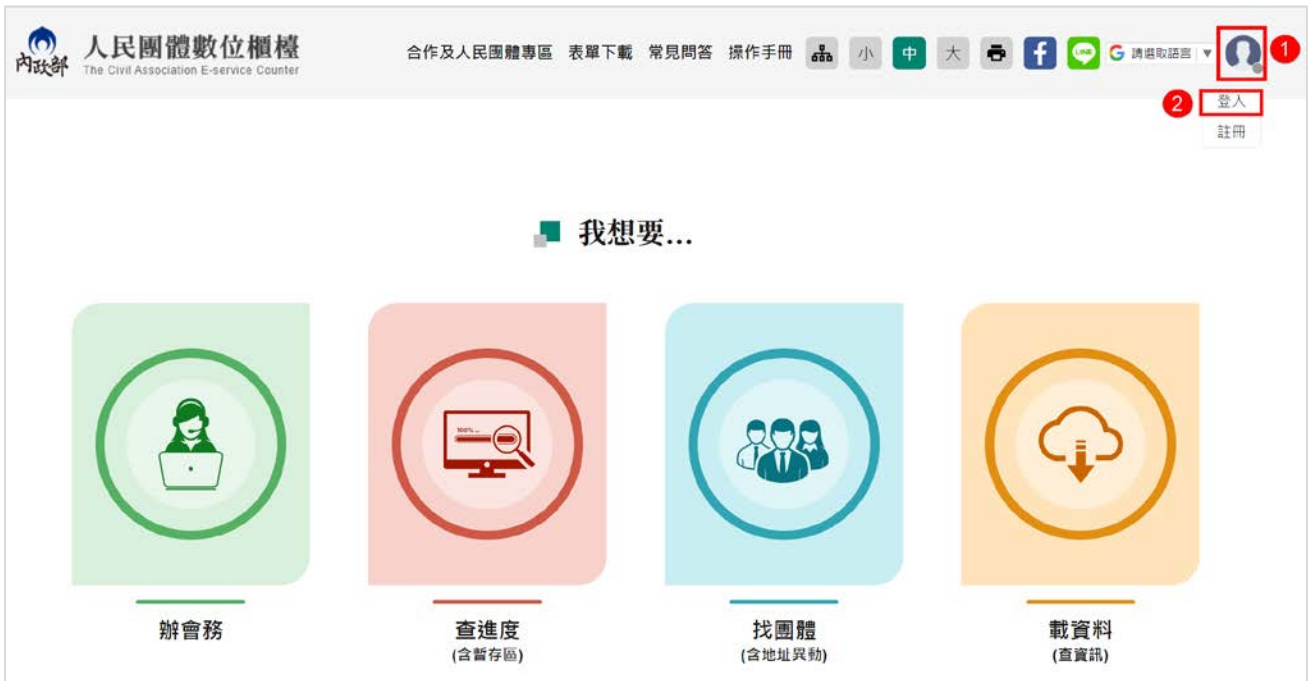 內政部
人民團體數位櫃檯
The Civil Association E-service Counter
合作及人民團體專區 表單下載 常見問答 操作手冊 小 中 大 f LINE G 請選取語言 ▼ 1
2 登入
註冊
我想要...
100%
辦會務
查進度
(含暫存區)
找團體
(含地址異動)
載資料
(查資訊)